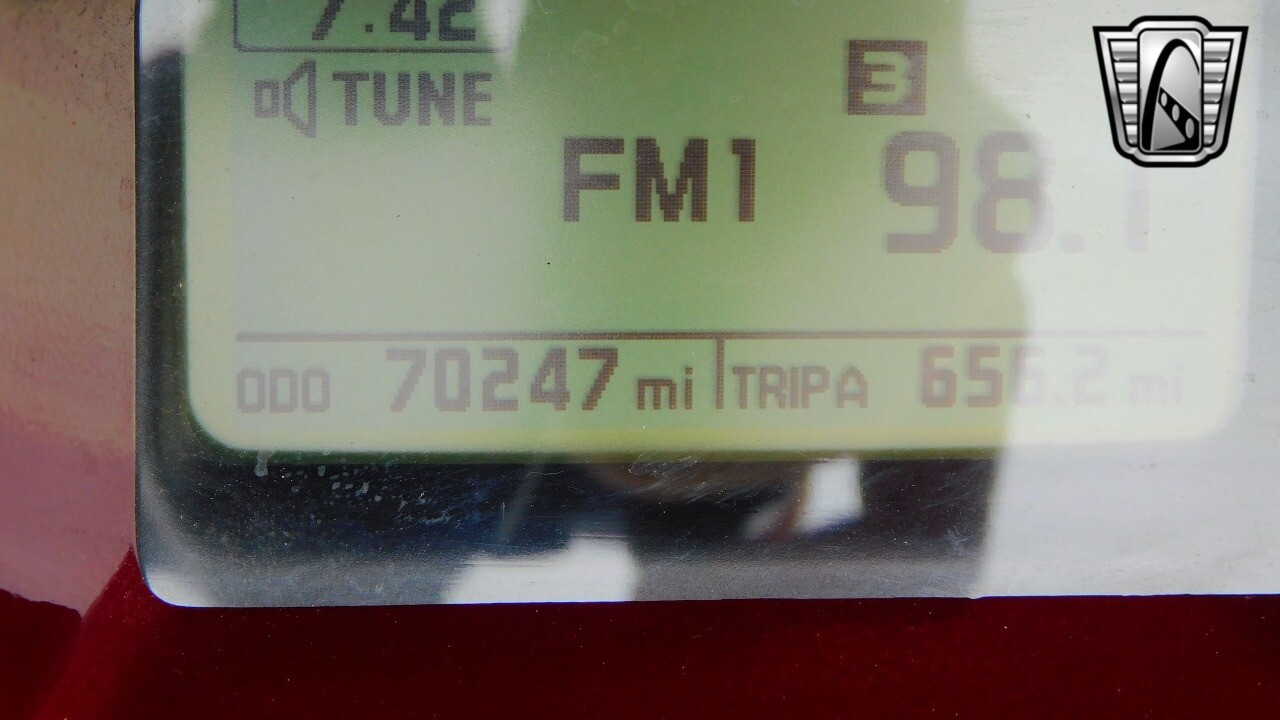 7.42
TUNE
3
FM1 98.1
ODO 70247 mi TRIPA 656.2 mi